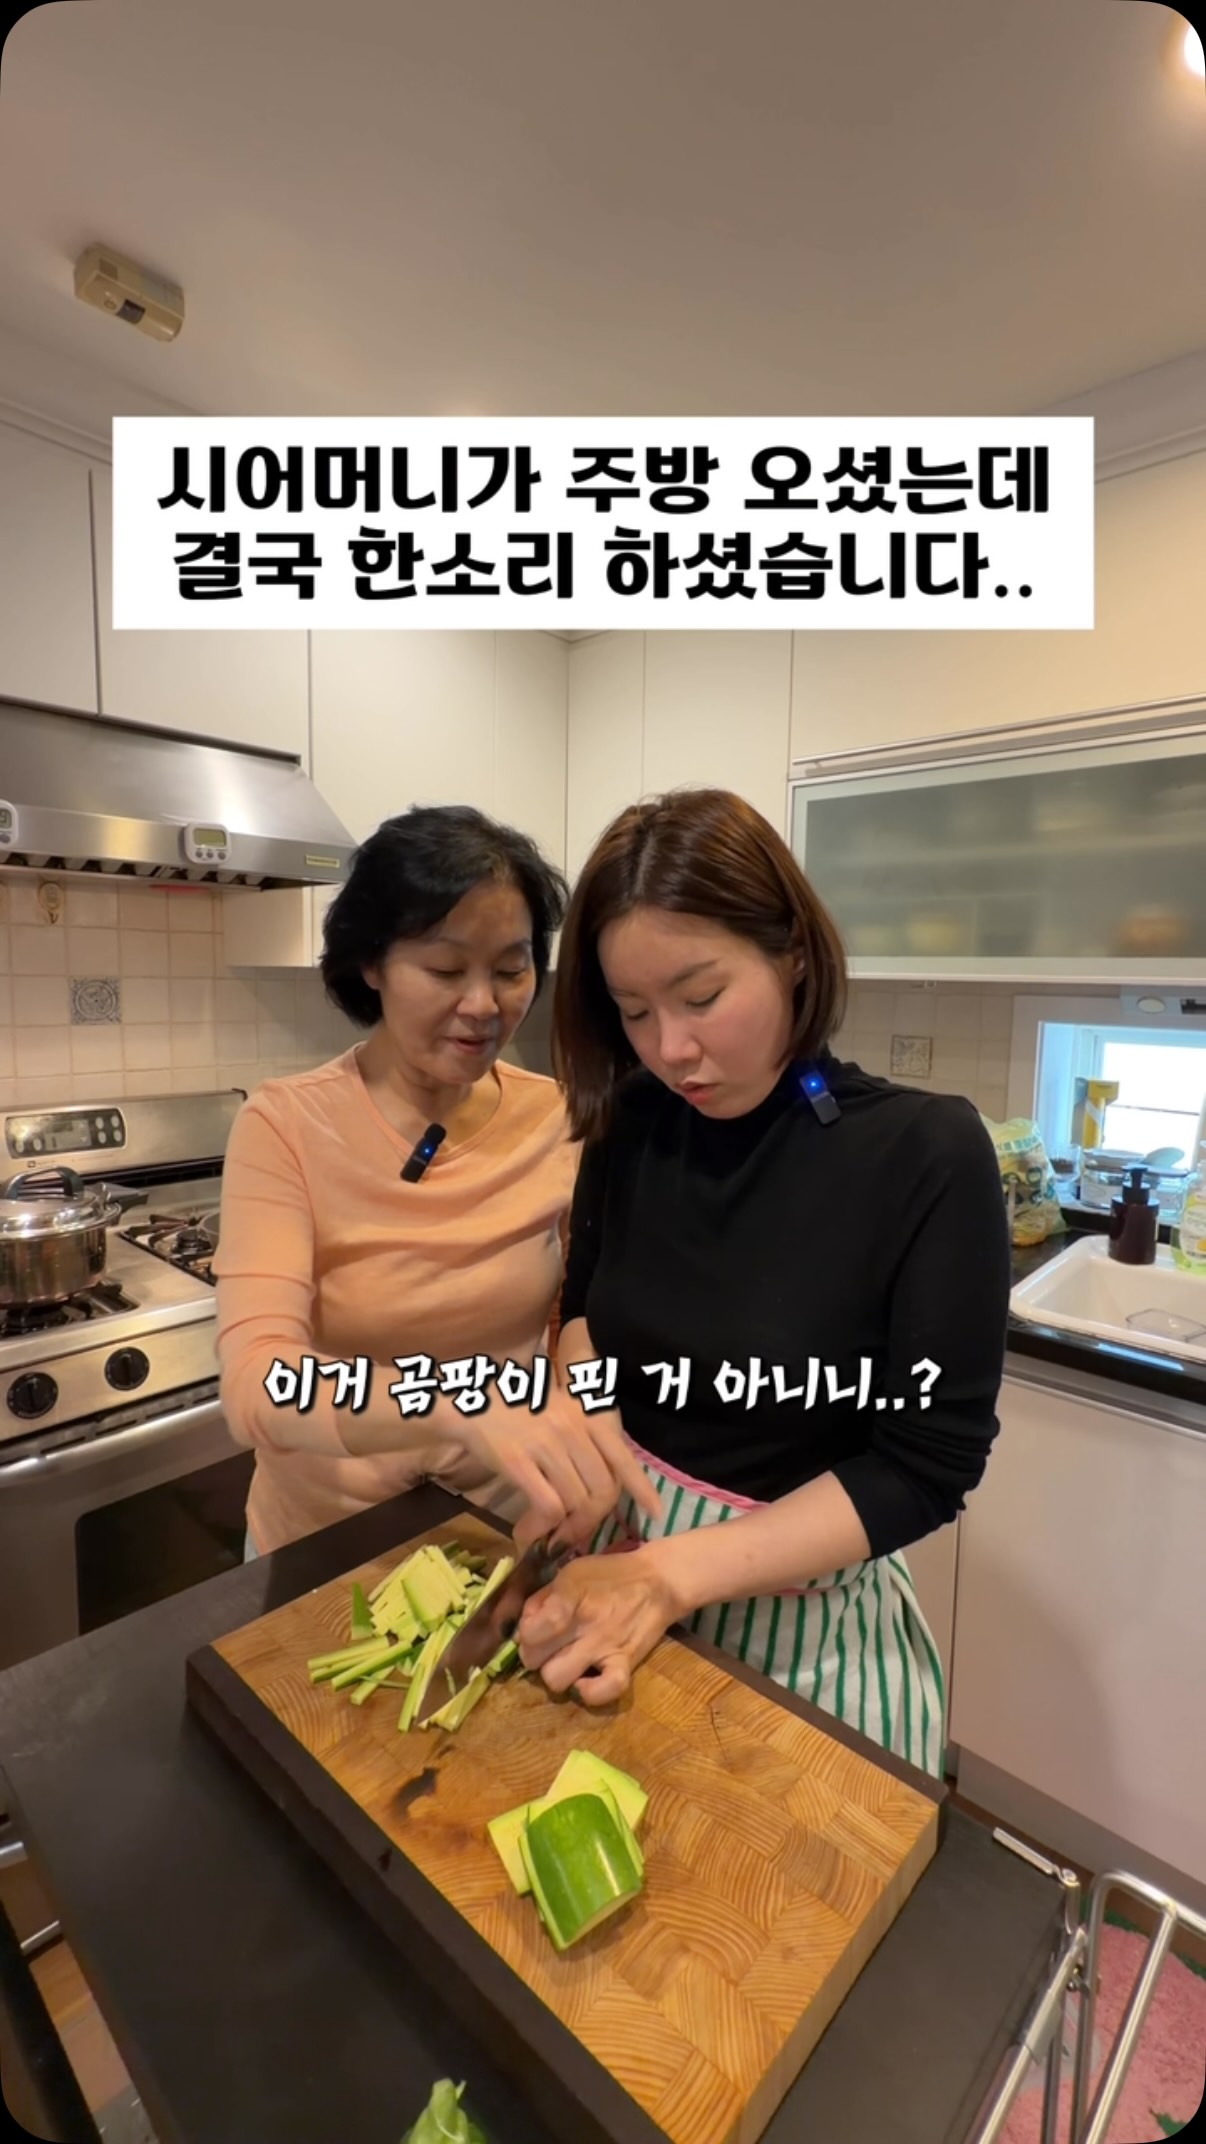 시어머니가 주방 오셨는데
결국 한소리 하셨습니다..
이거 곰팡이 핀 거 아니니..?